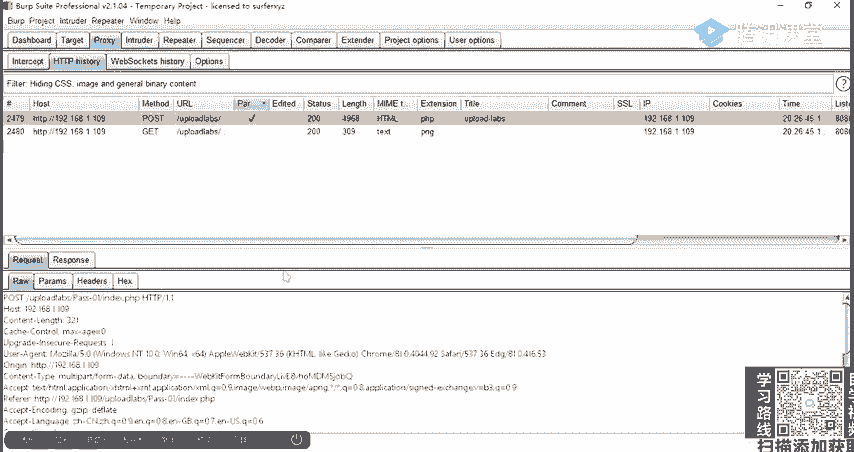 Burp Suite Professional v2.1.04 - Temporary Project - licensed to surferxyz
Burp Project Intruder Repeater Window Help
Dashboard Target Proxy Intruder Repeater Sequencer Decoder Comparer Extender Project options User options
腾讯课堂
Intercept HTTP history WebSockets history Options
Filter: Hiding CSS, image and general binary content
# Host Method URL Par... Edited Status Length MIME t... Extension Title Comment SSL IP Cookies Time
2479 http://192.168.1.109 POST /uploadlabs/ ✓ 200 4968 HTML php upload-labs 192.168.1.109 20:26:45 1
2480 http://192.168.1.109 GET /uploadlabs/ 200 309 text png 192.168.1.109 20:26:45 1
Request Response
Raw Params Headers Hex
POST /uploadlabs/Pass-01/index.php HTTP/1.1
Host: 192.168.1.109
Content-Length: 321
Cache-Control: max-age=0
Upgrade-Insecure-Requests: 1
User-Agent: Mozilla/5.0 (Windows NT 10.0; Win64; x64) AppleWebKit/537.36 (KHTML, like Gecko) Chrome/81.0.4044.92 Safari/537.36 Edg/81.0.416.53
Origin: http://192.168.1.109
Content-Type: multipart/form-data;
Accept: text/html,application/xhtml+xml,application/xml;q=0.9,image/webp,image/apng,*/*;q=0.8,application/signed-exchange;v=b3;q=0.9
Referer: http://192.168.1.109/uploadlabs/Pass-01/index.php
Accept-Encoding: gzip, deflate
Accept-Language: zh-CN,zh;q=0.9,en;q=0.8,en-GB;q=0.7,en-US;q=0.6
学习路线
扫描添加获取